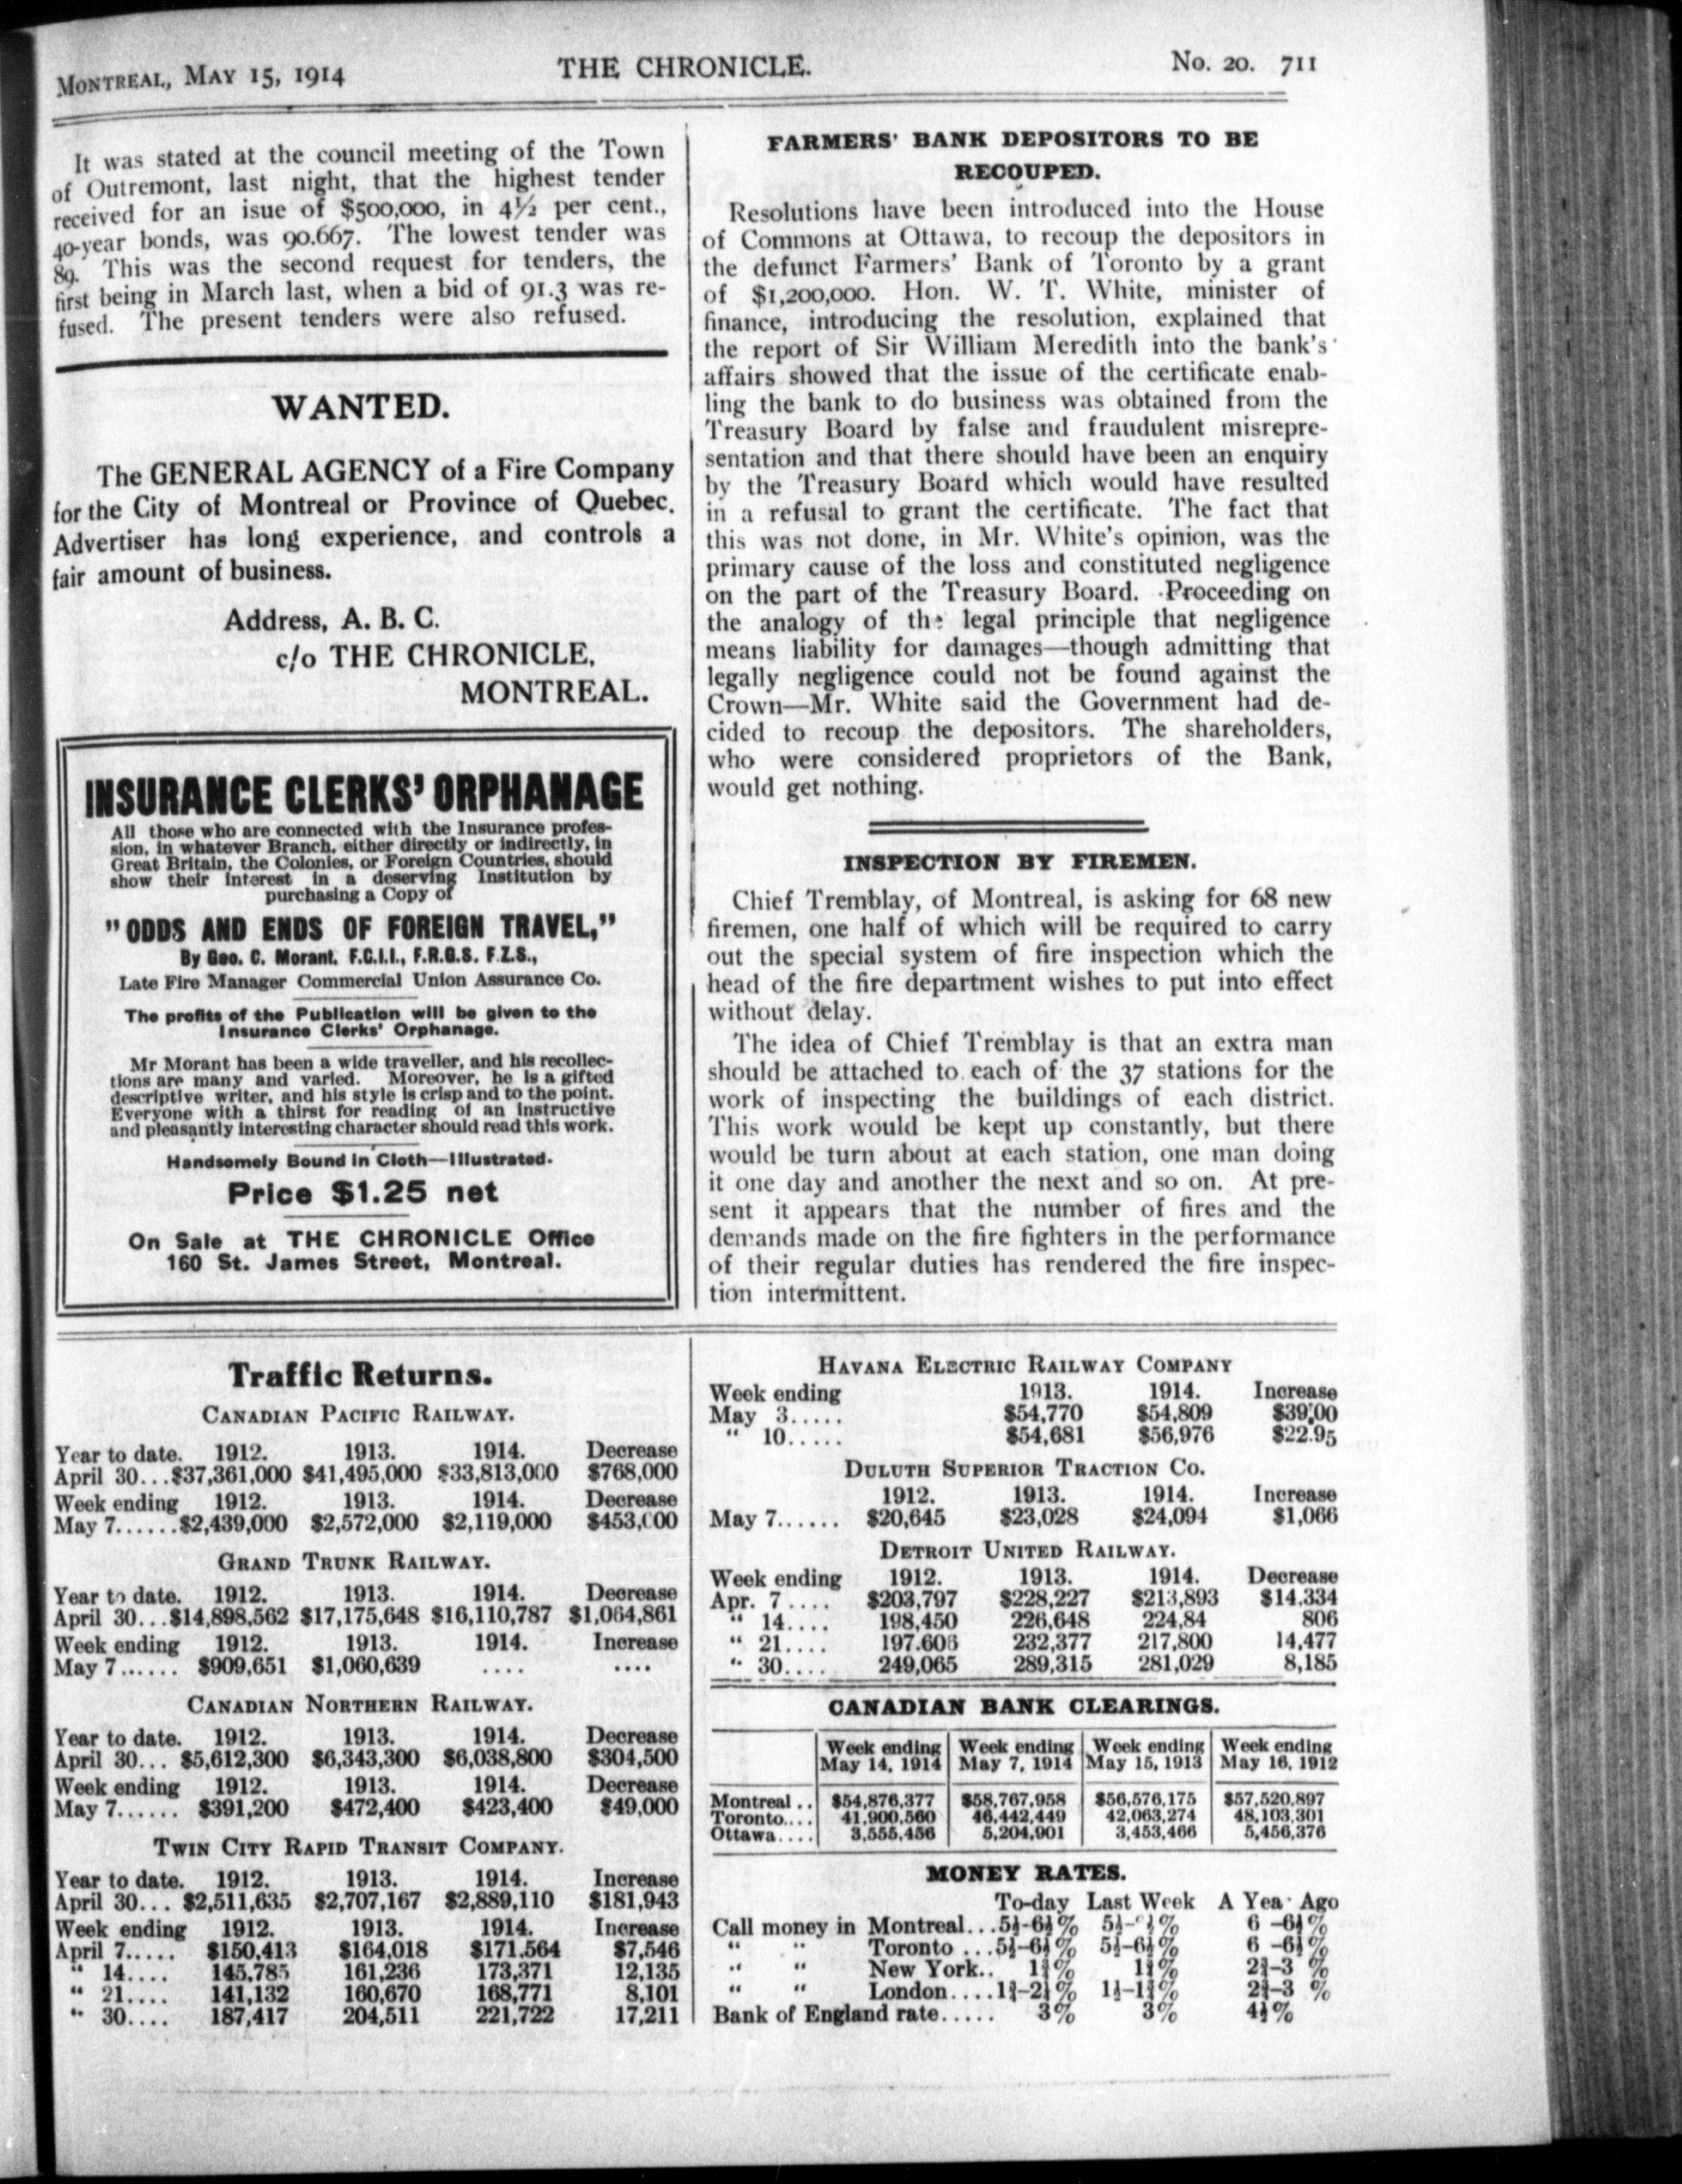 MONTREAL, MAY 15, 1914
THE CHRONICLE.
No. 20. 711
It was stated at the council meeting of the Town
of Outremont, last night, that the highest tender
received for an isue of $500,000, in 4½ per cent.,
40-year bonds, was 90.667. The lowest tender was
89. This was the second request for tenders, the
first being in March last, when a bid of 91.3 was re-
fused. The present tenders were also refused.
WANTED.
The GENERAL AGENCY of a Fire Company
for the City of Montreal or Province of Quebec.
Advertiser has long experience, and controls a
fair amount of business.
Address, A. B. C.
c/o THE CHRONICLE,
MONTREAL.
INSURANCE CLERKS' ORPHANAGE
All those who are connected with the Insurance profes-
sion, in whatever Branch, either directly or indirectly, in
Great Britain, the Colonies, or Foreign Countries, should
show their interest in a deserving Institution by
purchasing a Copy of
"ODDS AND ENDS OF FOREIGN TRAVEL,"
By Geo. C. Morant, F.C.I.I., F.R.G.S. F.Z.S.,
Late Fire Manager Commercial Union Assurance Co.
The profits of the Publication will be given to the
Insurance Clerks' Orphanage.
Mr Morant has been a wide traveller, and his recollec-
tions are many and varied. Moreover, he is a gifted
descriptive writer, and his style is crisp and to the point.
Everyone with a thirst for reading of an instructive
and pleasantly interesting character should read this work.
Handsomely Bound in Cloth—Illustrated.
Price $1.25 net
On Sale at THE CHRONICLE Office
160 St. James Street, Montreal.
FARMERS' BANK DEPOSITORS TO BE
RECOUPED.
Resolutions have been introduced into the House
of Commons at Ottawa, to recoup the depositors in
the defunct Farmers' Bank of Toronto by a grant
of $1,200,000. Hon. W. T. White, minister of
finance, introducing the resolution, explained that
the report of Sir William Meredith into the bank's
affairs showed that the issue of the certificate enab-
ling the bank to do business was obtained from the
Treasury Board by false and fraudulent misrepre-
sentation and that there should have been an enquiry
by the Treasury Board which would have resulted
in a refusal to grant the certificate. The fact that
this was not done, in Mr. White's opinion, was the
primary cause of the loss and constituted negligence
on the part of the Treasury Board. Proceeding on
the analogy of the legal principle that negligence
means liability for damages—though admitting that
legally negligence could not be found against the
Crown—Mr. White said the Government had de-
cided to recoup the depositors. The shareholders,
who were considered proprietors of the Bank,
would get nothing.
INSPECTION BY FIREMEN.
Chief Tremblay, of Montreal, is asking for 68 new
firemen, one half of which will be required to carry
out the special system of fire inspection which the
head of the fire department wishes to put into effect
without delay.
The idea of Chief Tremblay is that an extra man
should be attached to each of the 37 stations for the
work of inspecting the buildings of each district.
This work would be kept up constantly, but there
would be turn about at each station, one man doing
it one day and another the next and so on. At pre-
sent it appears that the number of fires and the
demands made on the fire fighters in the performance
of their regular duties has rendered the fire inspec-
tion intermittent.
Traffic Returns.
CANADIAN PACIFIC RAILWAY.
Year to date. 1912. 1913. 1914. Decrease
April 30...$37,361,000 $41,495,000 $33,813,000 $768,000
Week ending 1912. 1913. 1914. Decrease
May 7......$2,439,000 $2,572,000 $2,119,000 $453,000
GRAND TRUNK RAILWAY.
Year to date. 1912. 1913. 1914. Decrease
April 30...$14,898,562 $17,175,648 $16,110,787 $1,064,861
Week ending 1912. 1913. 1914. Increase
May 7...... $909,651 $1,060,639 .... ....
CANADIAN NORTHERN RAILWAY.
Year to date. 1912. 1913. 1914. Decrease
April 30... $5,612,300 $6,343,300 $6,038,800 $304,500
Week ending 1912. 1913. 1914. Decrease
May 7...... $391,200 $472,400 $423,400 $49,000
TWIN CITY RAPID TRANSIT COMPANY.
Year to date. 1912. 1913. 1914. Increase
April 30... $2,511,635 $2,707,167 $2,889,110 $181,943
Week ending 1912. 1913. 1914. Increase
April 7..... $150,413 $164,018 $171.564 $7,546
" 14.... 145,785 161,236 173,371 12,135
" 21.... 141,132 160,670 168,771 8,101
" 30.... 187,417 204,511 221,722 17,211
HAVANA ELECTRIC RAILWAY COMPANY
Week ending 1913. 1914. Increase
May 3..... $54,770 $54,809 $39.00
" 10..... $54,681 $56,976 $22.95
DULUTH SUPERIOR TRACTION CO.
1912. 1913. 1914. Increase
May 7...... $20,645 $23,028 $24,094 $1,066
DETROIT UNITED RAILWAY.
Week ending 1912. 1913. 1914. Decrease
Apr. 7.... $203,797 $228,227 $213,893 $14.334
" 14.... 198,450 226,648 224,84 806
" 21.... 197.606 232,377 217,800 14,477
" 30.... 249,065 289,315 281,029 8,185
CANADIAN BANK CLEARINGS.
Week ending Week ending Week ending Week ending
May 14, 1914 May 7, 1914 May 15, 1913 May 16, 1912
Montreal.. $54,876,377 $58,767,958 $56,576,175 $57,520,897
Toronto.... 41,900,560 46,442,449 42,063,274 48,103,301
Ottawa.... 3,555,456 5,204,901 3,453,466 5,456,376
MONEY RATES.
To-day Last Week A Year Ago
Call money in Montreal...
" " Toronto ...
" " New York..
" " London....
Bank of England rate..... 3% 3% 4½%